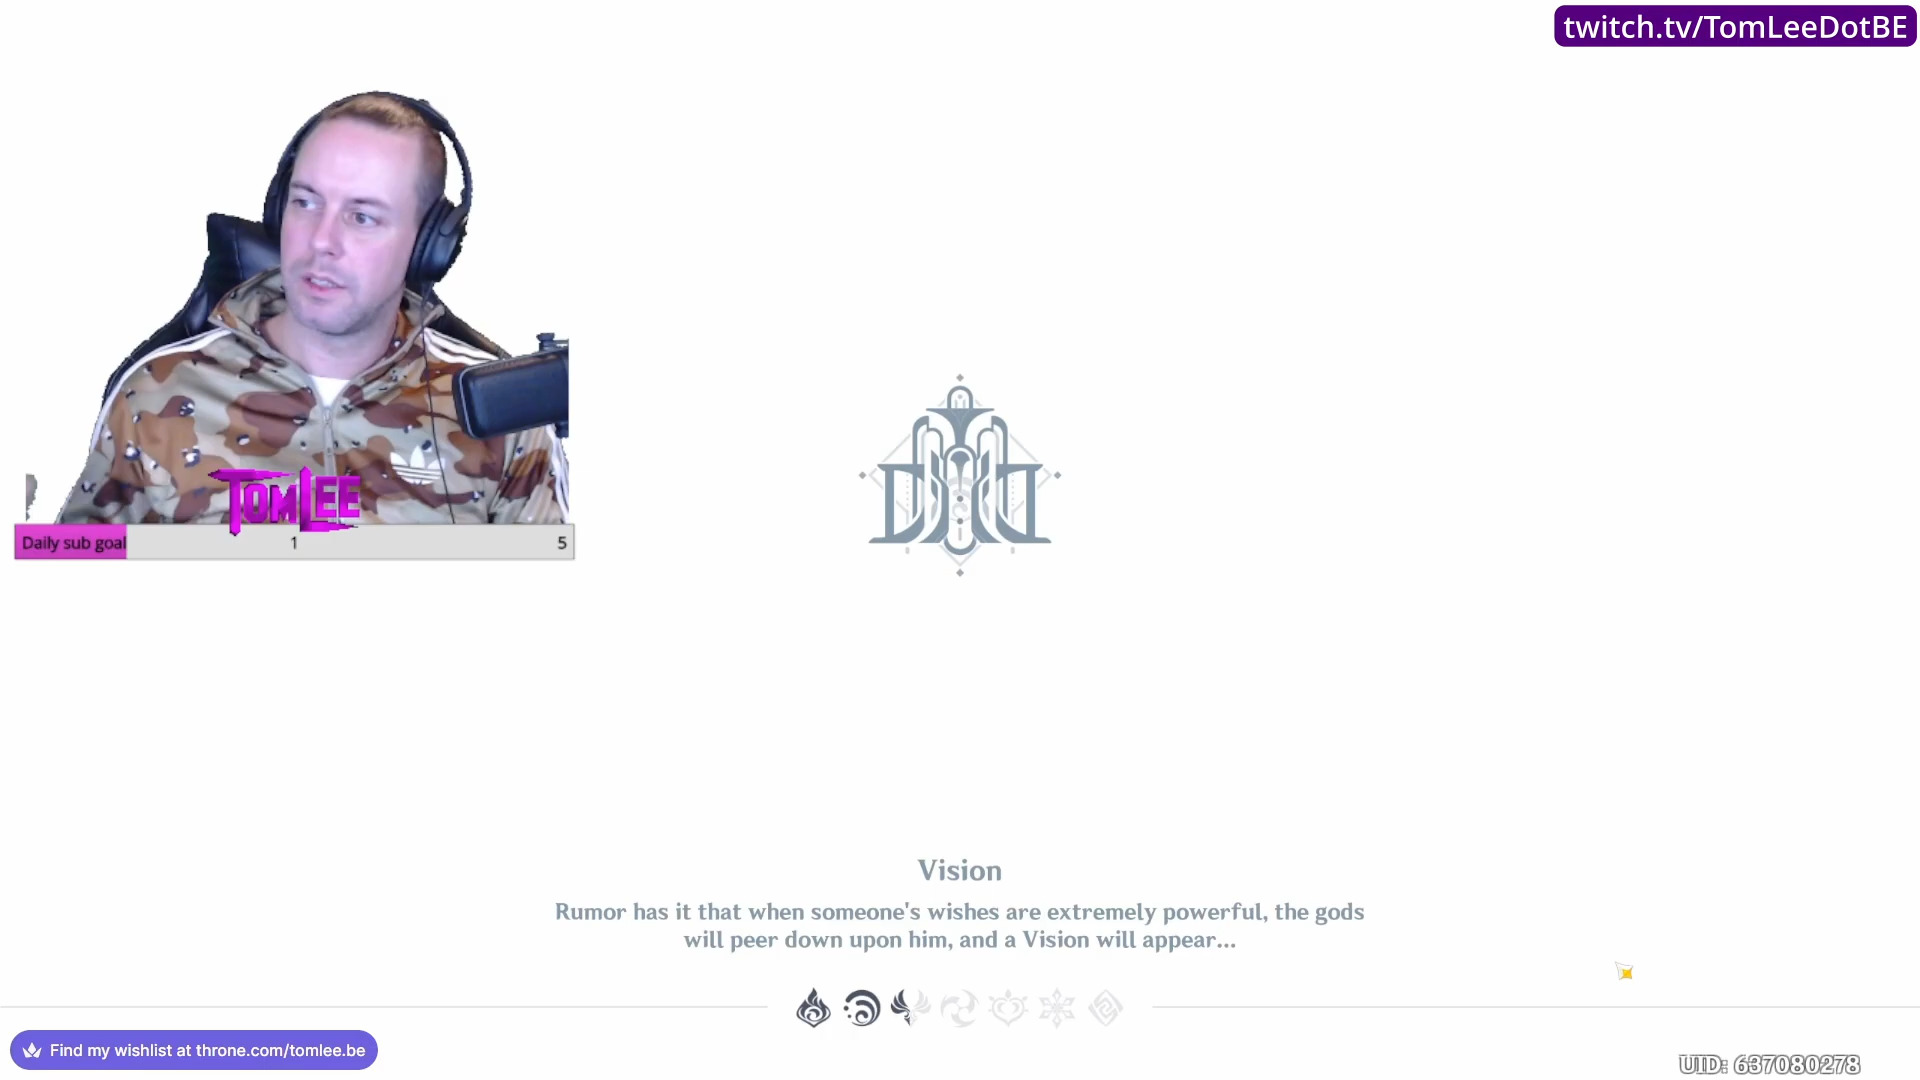 twitch.tv/TomLeeDotBE
TOMLEE
Daily sub goal 1 5
Vision
Rumor has it that when someone's wishes are extremely powerful, the gods
will peer down upon him, and a Vision will appear...
Find my wishlist at throne.com/tomlee.be
UID: 637080278